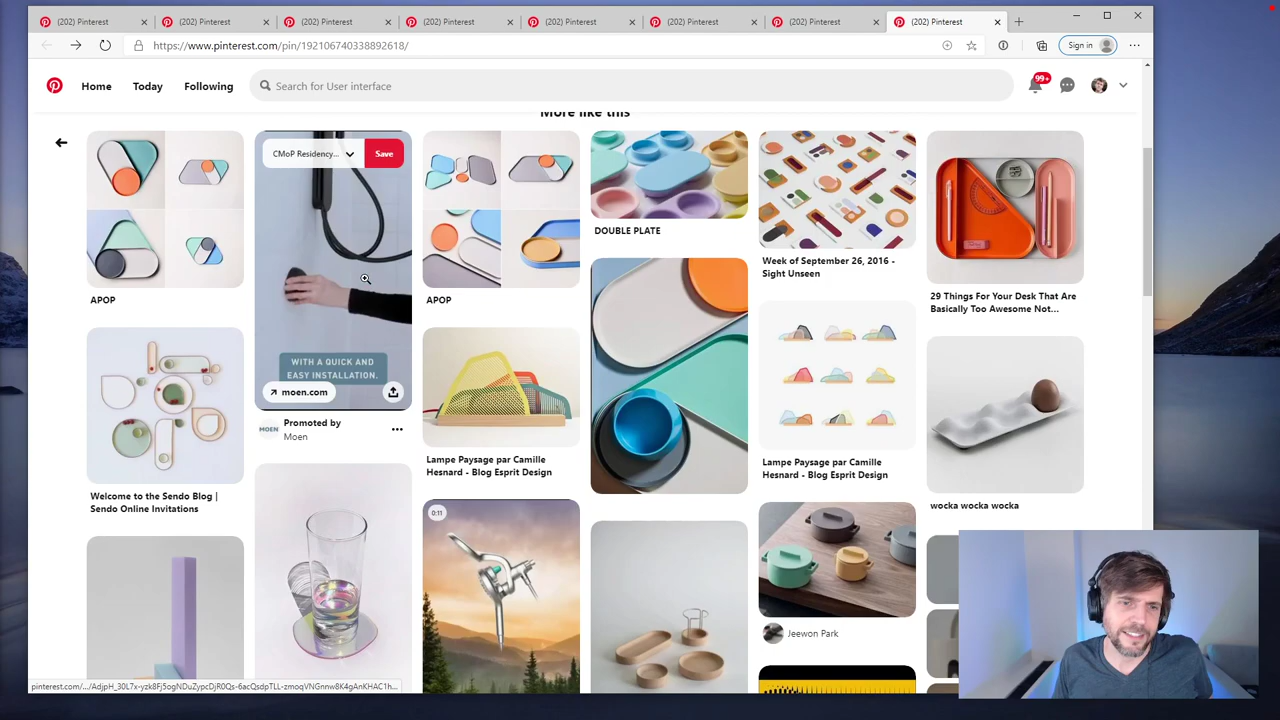 (202) Pinterest
(202) Pinterest
(202) Pinterest
(202) Pinterest
(202) Pinterest
(202) Pinterest
(202) Pinterest
(202) Pinterest
https://www.pinterest.com/pin/192106740338892618/
Sign in
Home
Today
Following
Search for User interface
99+
More like this
CMoP Residency...
Save
WITH A QUICK AND
EASY INSTALLATION.
moen.com
MOEN
Promoted by
Moen
APOP
Welcome to the Sendo Blog |
Sendo Online Invitations
APOP
Lampe Paysage par Camille
Hesnard - Blog Esprit Design
0:11
DOUBLE PLATE
Week of September 26, 2016 -
Sight Unseen
Lampe Paysage par Camille
Hesnard - Blog Esprit Design
Jeewon Park
29 Things For Your Desk That Are
Basically Too Awesome Not...
wocka wocka wocka